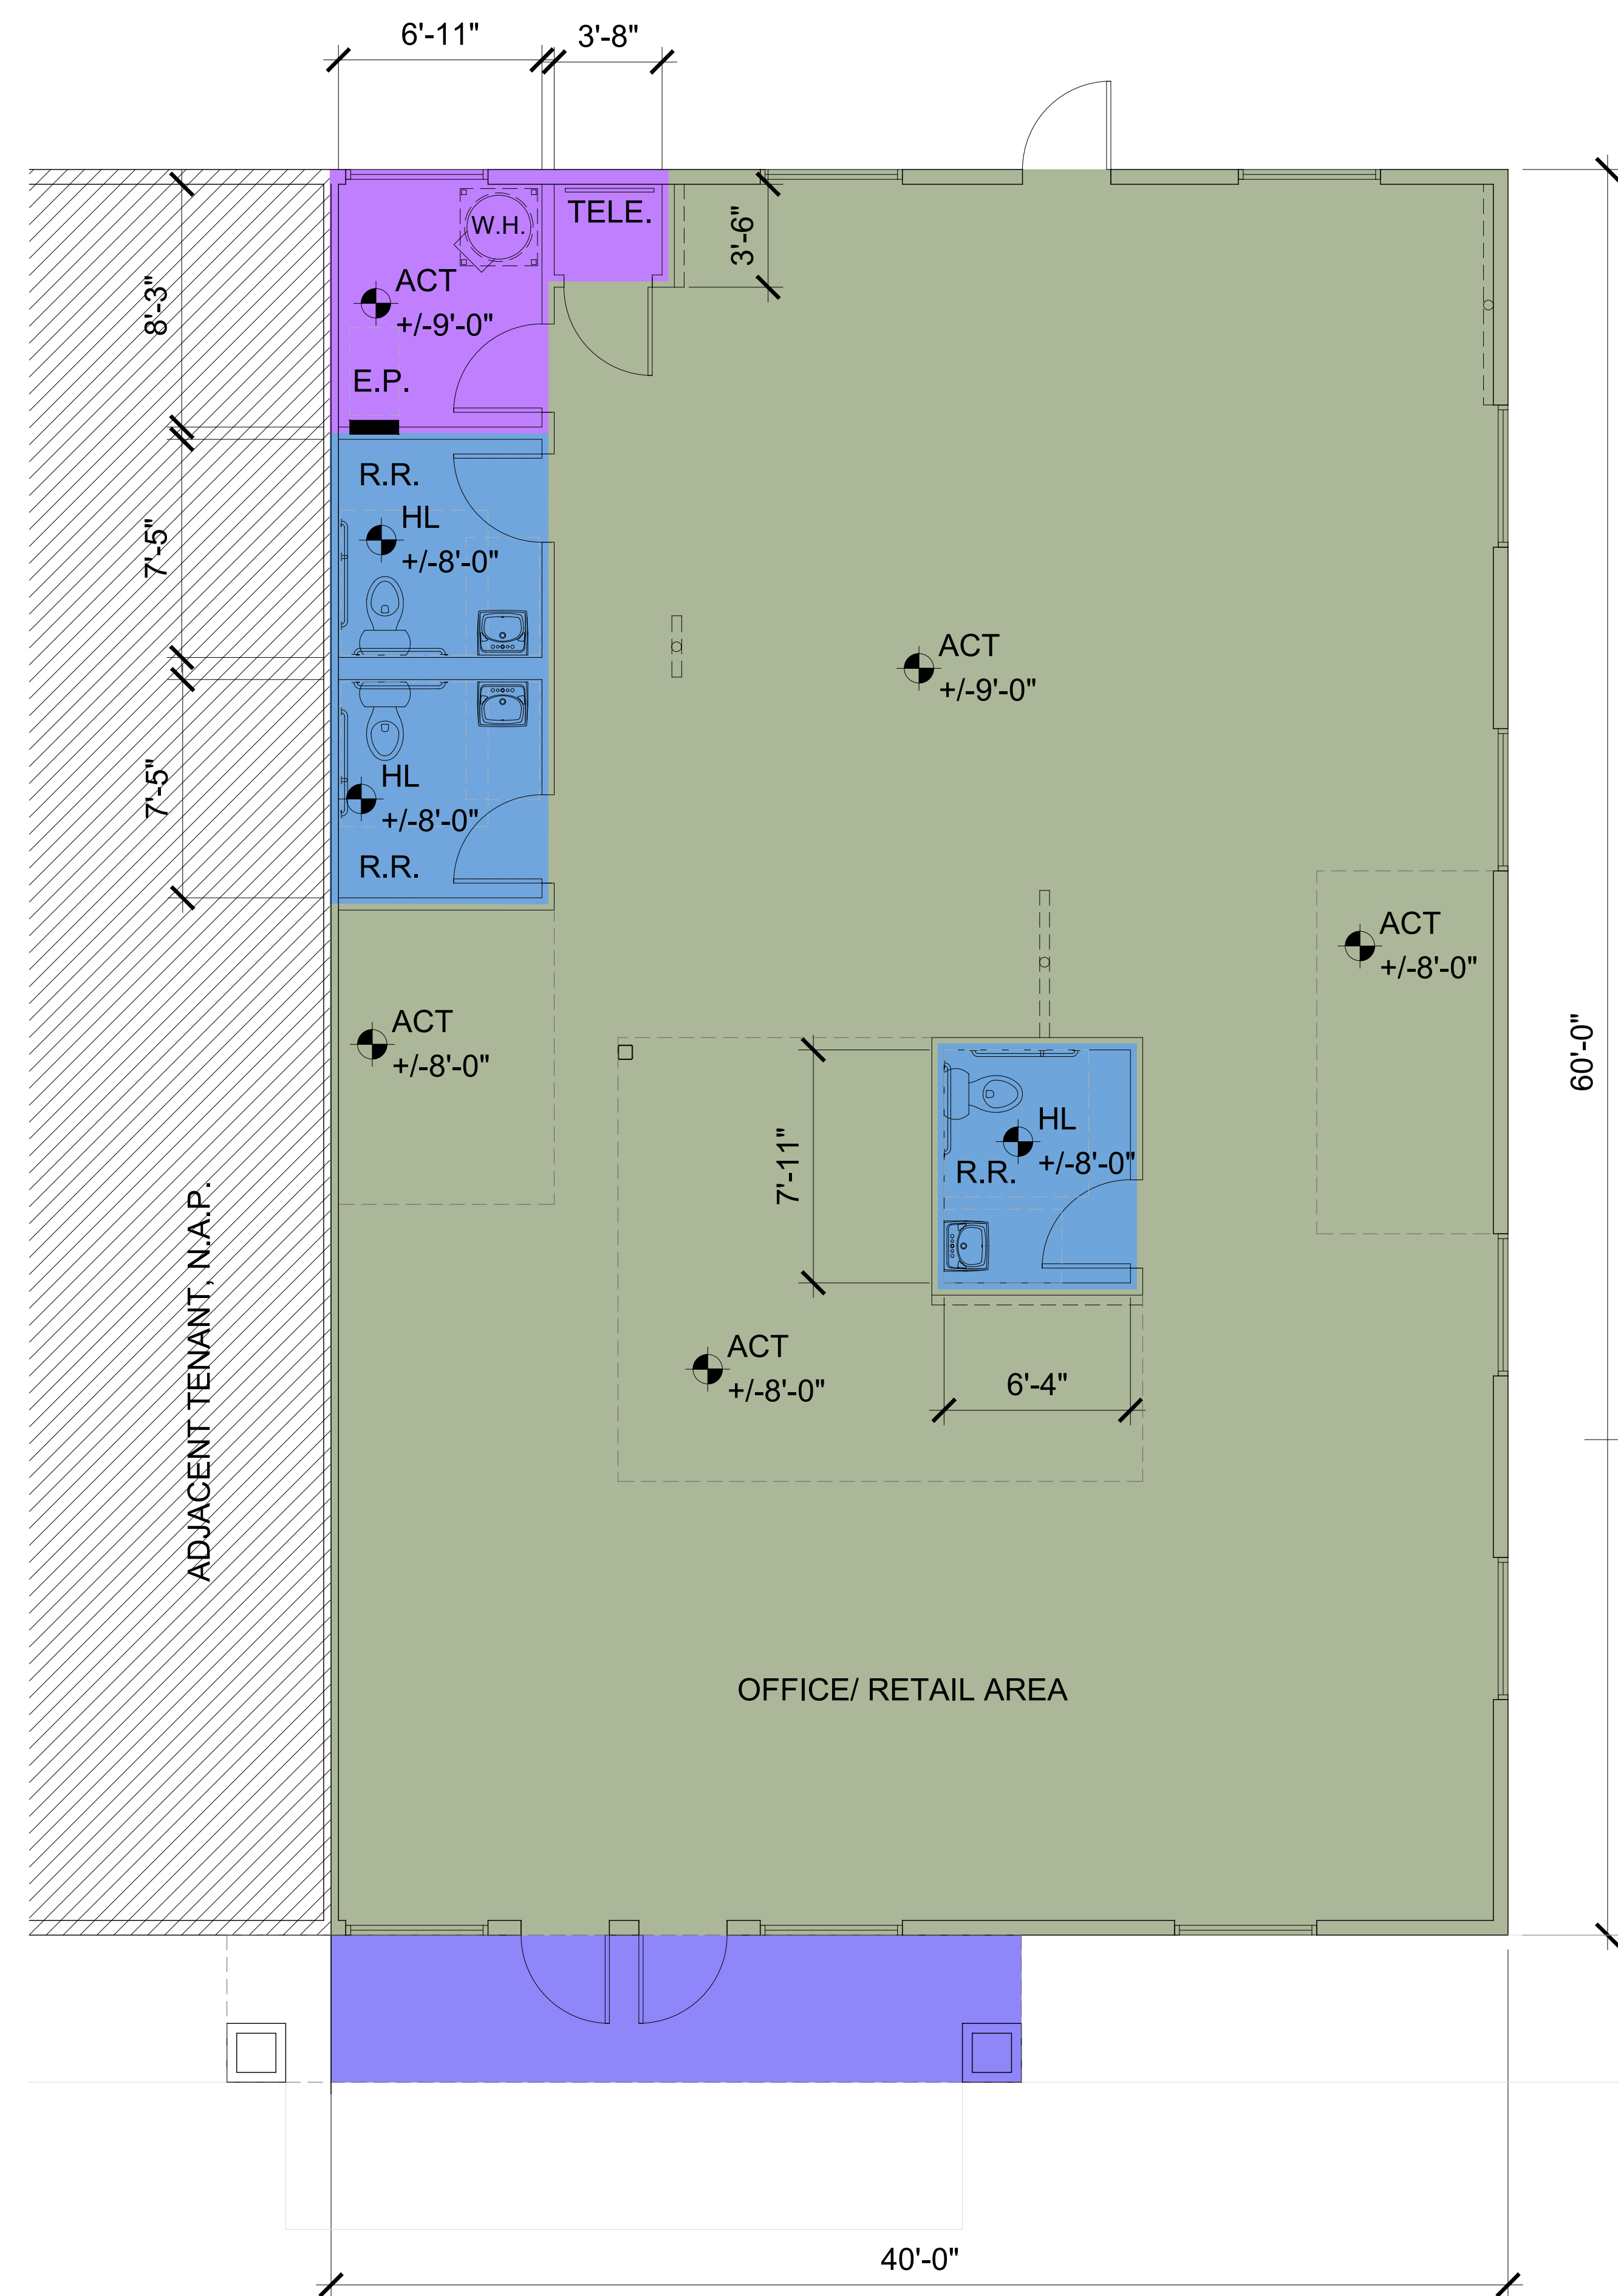 6'-11"
3'-8"
W.H.
TELE.
3'-6"
8'-3"
ACT
+/-9'-0"
E.P.
R.R.
HL
+/-8'-0"
7'-5"
ACT
+/-9'-0"
7'-5"
HL
+/-8'-0"
R.R.
ACT
+/-8'-0"
ACT
+/-8'-0"
60'-0"
7'-11"
HL
+/-8'-0"
R.R.
ADJACENT TENANT, N.A.P.
ACT
+/-8'-0"
6'-4"
OFFICE/ RETAIL AREA
40'-0"